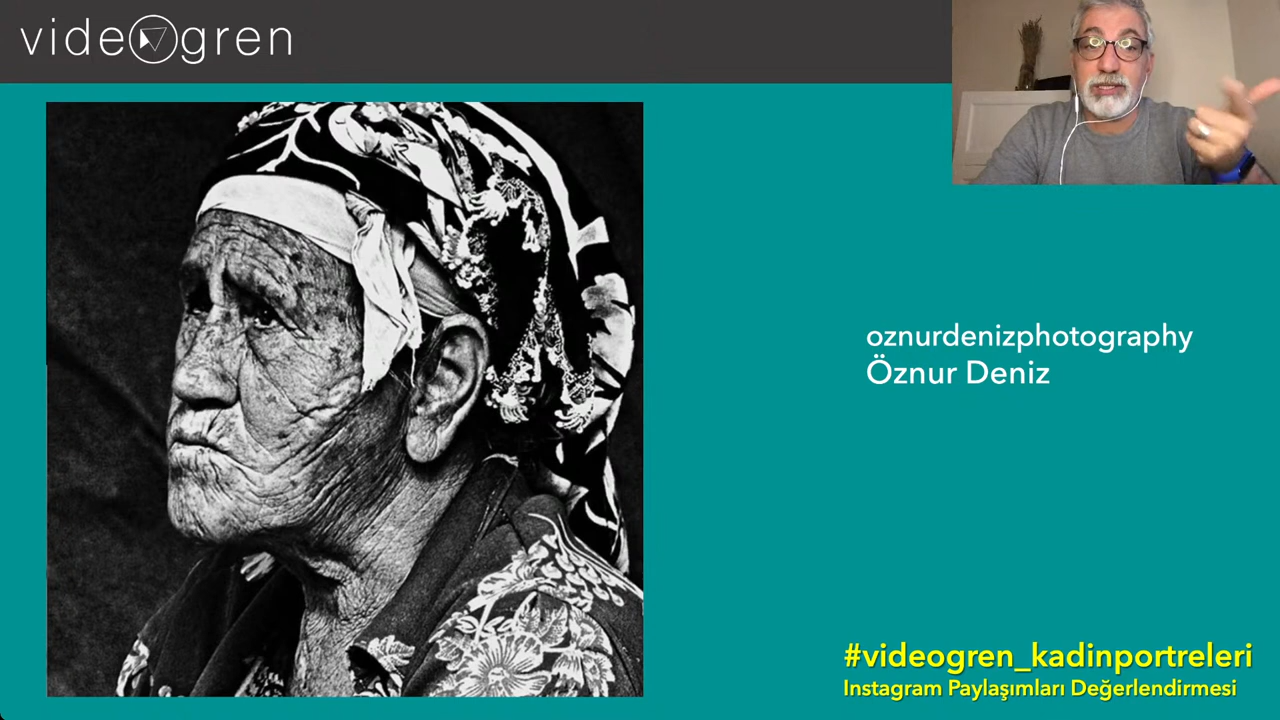 videogren
oznurdenizphotography
Öznur Deniz
#videogren_kadinportreleri
Instagram Paylaşımları Değerlendirmesi